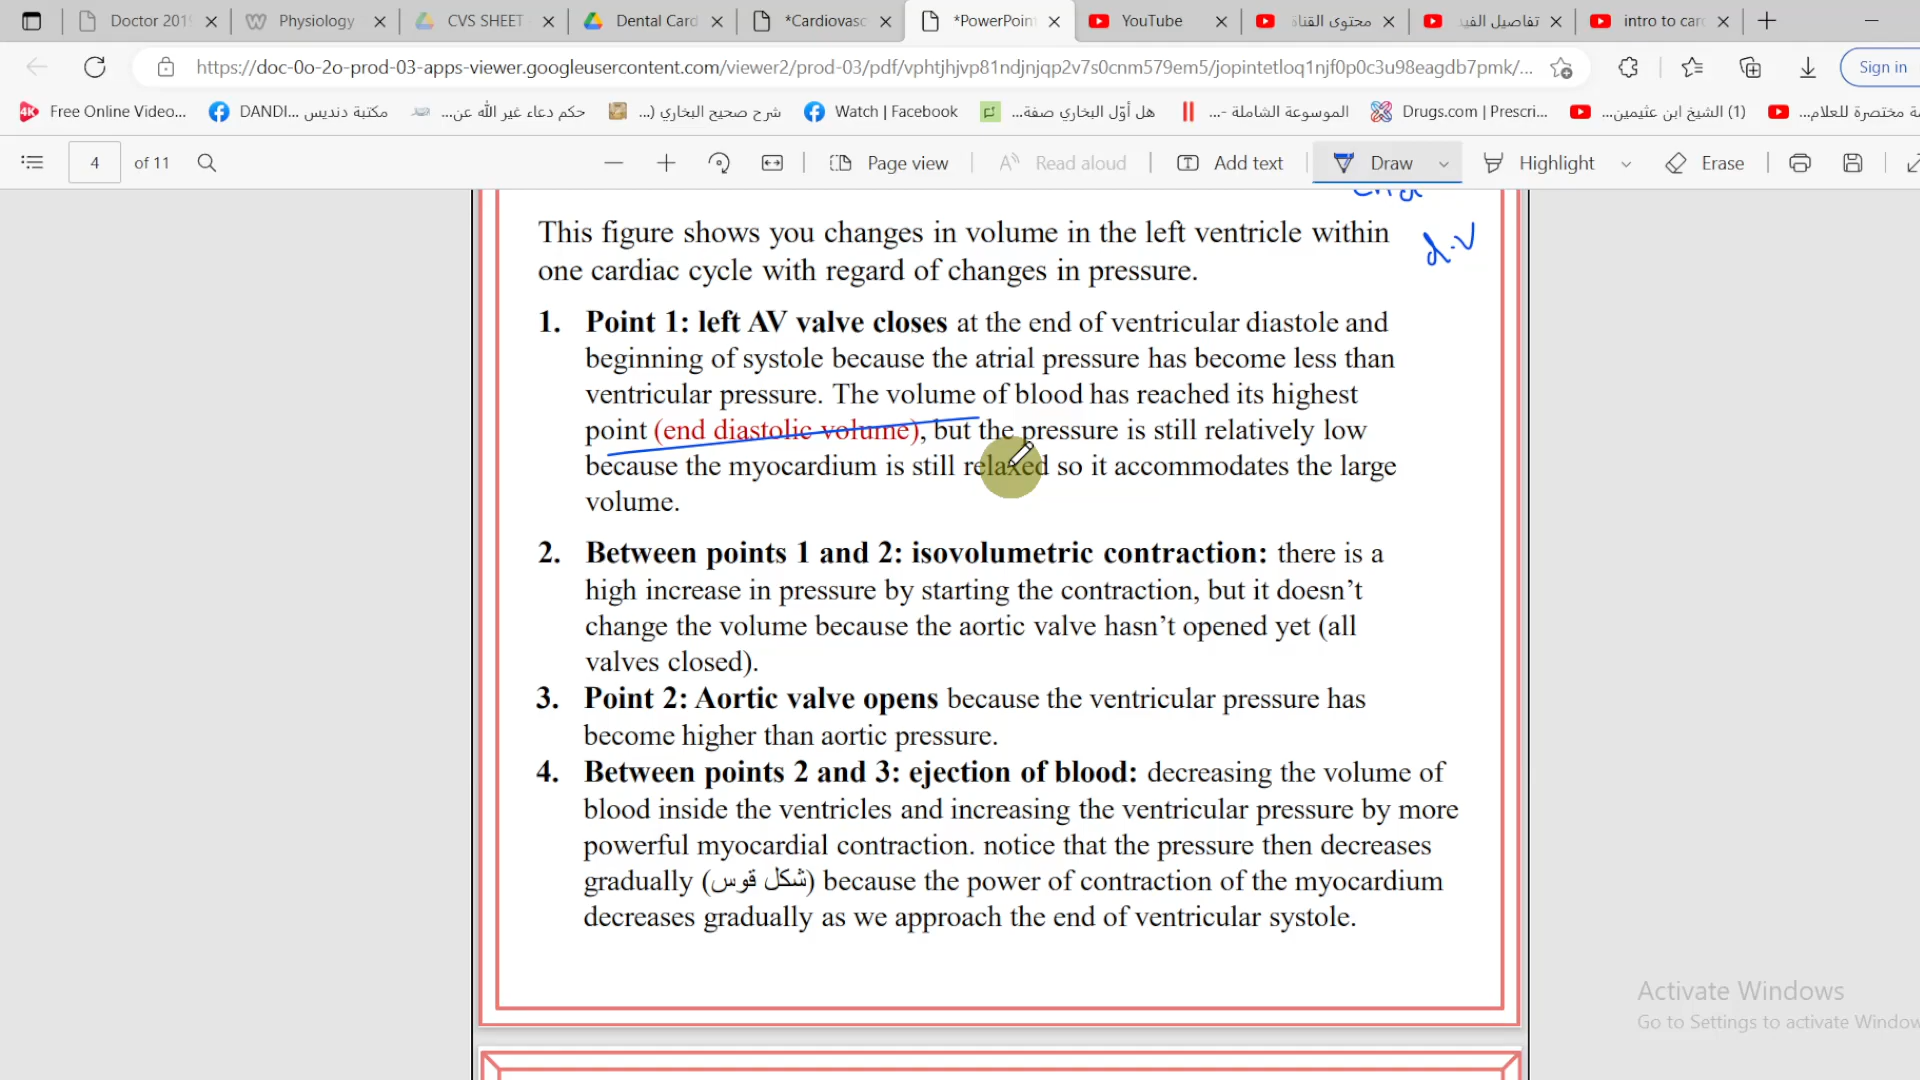 Doctor 2019
Physiology
CVS SHEET
Dental Card
*Cardiovasc
*PowerPoin
YouTube
محتوى القناة
تفاصيل الفيد
intro to card
https://doc-0o-2o-prod-03-apps-viewer.googleusercontent.com/viewer2/prod-03/pdf/vphtjhjvp81ndjnjqp2v7s0cnm579em5/jopintetloq1njf0p0c3u98eagdb7pmk/...
Sign in
4K Free Online Video...
مكتبة دنديس DANDI...
حكم دعاء غير الله عن...
شرح صحيح البخاري (...
Watch | Facebook
هل أوّل البخاري صفة...
الموسوعة الشاملة -...
Drugs.com | Prescri...
(1) الشيخ ابن عثيمين...
ة مختصرة للعلام...
4 of 11
Page view
Read aloud
Add text
Draw
Highlight
Erase
end
d.v
This figure shows you changes in volume in the left ventricle within
one cardiac cycle with regard of changes in pressure.
1. Point 1: left AV valve closes at the end of ventricular diastole and
beginning of systole because the atrial pressure has become less than
ventricular pressure. The volume of blood has reached its highest
point (end diastolic volume), but the pressure is still relatively low
because the myocardium is still relaxed so it accommodates the large
volume.
2. Between points 1 and 2: isovolumetric contraction: there is a
high increase in pressure by starting the contraction, but it doesn’t
change the volume because the aortic valve hasn’t opened yet (all
valves closed).
3. Point 2: Aortic valve opens because the ventricular pressure has
become higher than aortic pressure.
4. Between points 2 and 3: ejection of blood: decreasing the volume of
blood inside the ventricles and increasing the ventricular pressure by more
powerful myocardial contraction. notice that the pressure then decreases
gradually (شكل قوس) because the power of contraction of the myocardium
decreases gradually as we approach the end of ventricular systole.
Activate Windows
Go to Settings to activate Window